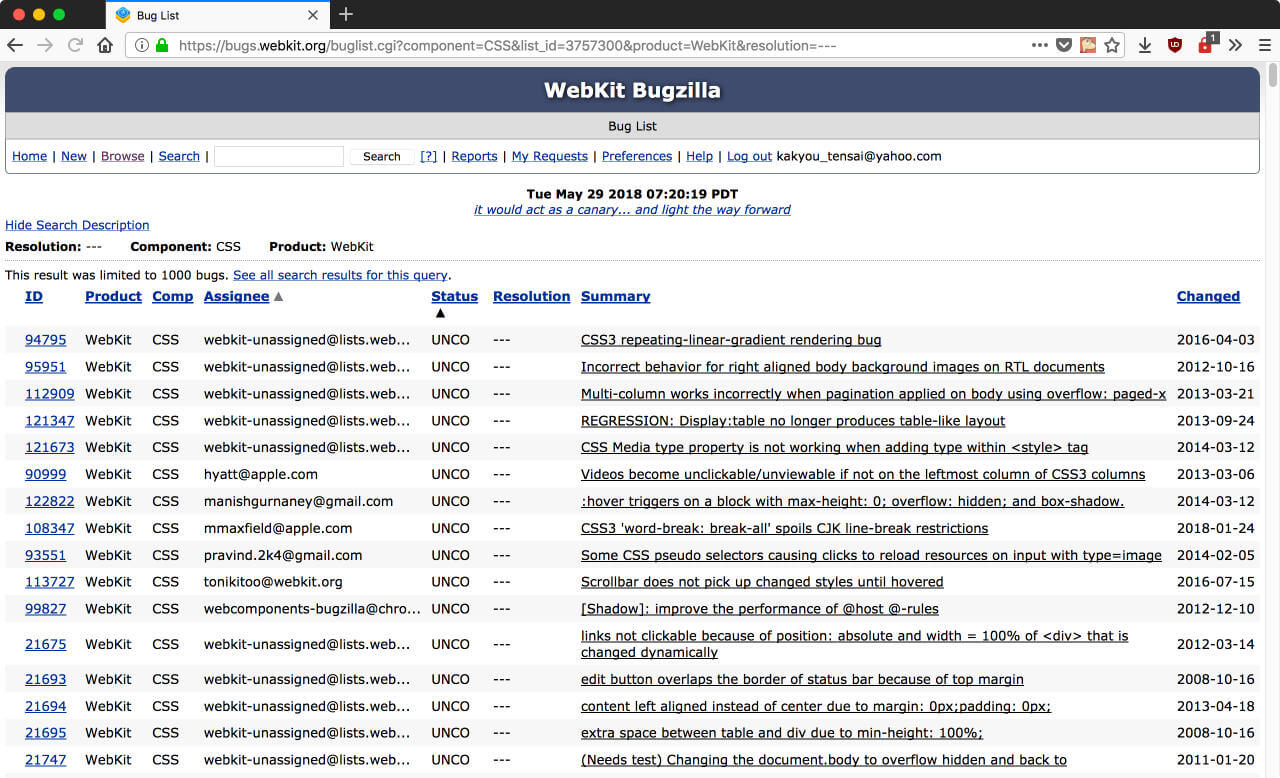 Bug List
https://bugs.webkit.org/buglist.cgi?component=CSS&list_id=3757300&product=WebKit&resolution=---
1
WebKit Bugzilla
Bug List
Home | New | Browse | Search | Search [?] | Reports | My Requests | Preferences | Help | Log out kakyou_tensai@yahoo.com
Tue May 29 2018 07:20:19 PDT
it would act as a canary... and light the way forward
Hide Search Description
Resolution: --- Component: CSS Product: WebKit
This result was limited to 1000 bugs. See all search results for this query.
ID Product Comp Assignee ▲ Status ▲ Resolution Summary Changed
94795 WebKit CSS webkit-unassigned@lists.web... UNCO --- CSS3 repeating-linear-gradient rendering bug 2016-04-03
95951 WebKit CSS webkit-unassigned@lists.web... UNCO --- Incorrect behavior for right aligned body background images on RTL documents 2012-10-16
112909 WebKit CSS webkit-unassigned@lists.web... UNCO --- Multi-column works incorrectly when pagination applied on body using overflow: paged-x 2013-03-21
121347 WebKit CSS webkit-unassigned@lists.web... UNCO --- REGRESSION: Display:table no longer produces table-like layout 2013-09-24
121673 WebKit CSS webkit-unassigned@lists.web... UNCO --- CSS Media type property is not working when adding type within <style> tag 2014-03-12
90999 WebKit CSS hyatt@apple.com UNCO --- Videos become unclickable/unviewable if not on the leftmost column of CSS3 columns 2013-03-06
122822 WebKit CSS manishgurnaney@gmail.com UNCO --- :hover triggers on a block with max-height: 0; overflow: hidden; and box-shadow. 2014-03-12
108347 WebKit CSS mmaxfield@apple.com UNCO --- CSS3 'word-break: break-all' spoils CJK line-break restrictions 2018-01-24
93551 WebKit CSS pravind.2k4@gmail.com UNCO --- Some CSS pseudo selectors causing clicks to reload resources on input with type=image 2014-02-05
113727 WebKit CSS tonikitoo@webkit.org UNCO --- Scrollbar does not pick up changed styles until hovered 2016-07-15
99827 WebKit CSS webcomponents-bugzilla@chro... UNCO --- [Shadow]: improve the performance of @host @-rules 2012-12-10
21675 WebKit CSS webkit-unassigned@lists.web... UNCO --- links not clickable because of position: absolute and width = 100% of <div> that is
changed dynamically 2012-03-14
21693 WebKit CSS webkit-unassigned@lists.web... UNCO --- edit button overlaps the border of status bar because of top margin 2008-10-16
21694 WebKit CSS webkit-unassigned@lists.web... UNCO --- content left aligned instead of center due to margin: 0px;padding: 0px; 2013-04-18
21695 WebKit CSS webkit-unassigned@lists.web... UNCO --- extra space between table and div due to min-height: 100%; 2008-10-16
21747 WebKit CSS webkit-unassigned@lists.web... UNCO --- (Needs test) Changing the document.body to overflow hidden and back to 2011-01-20